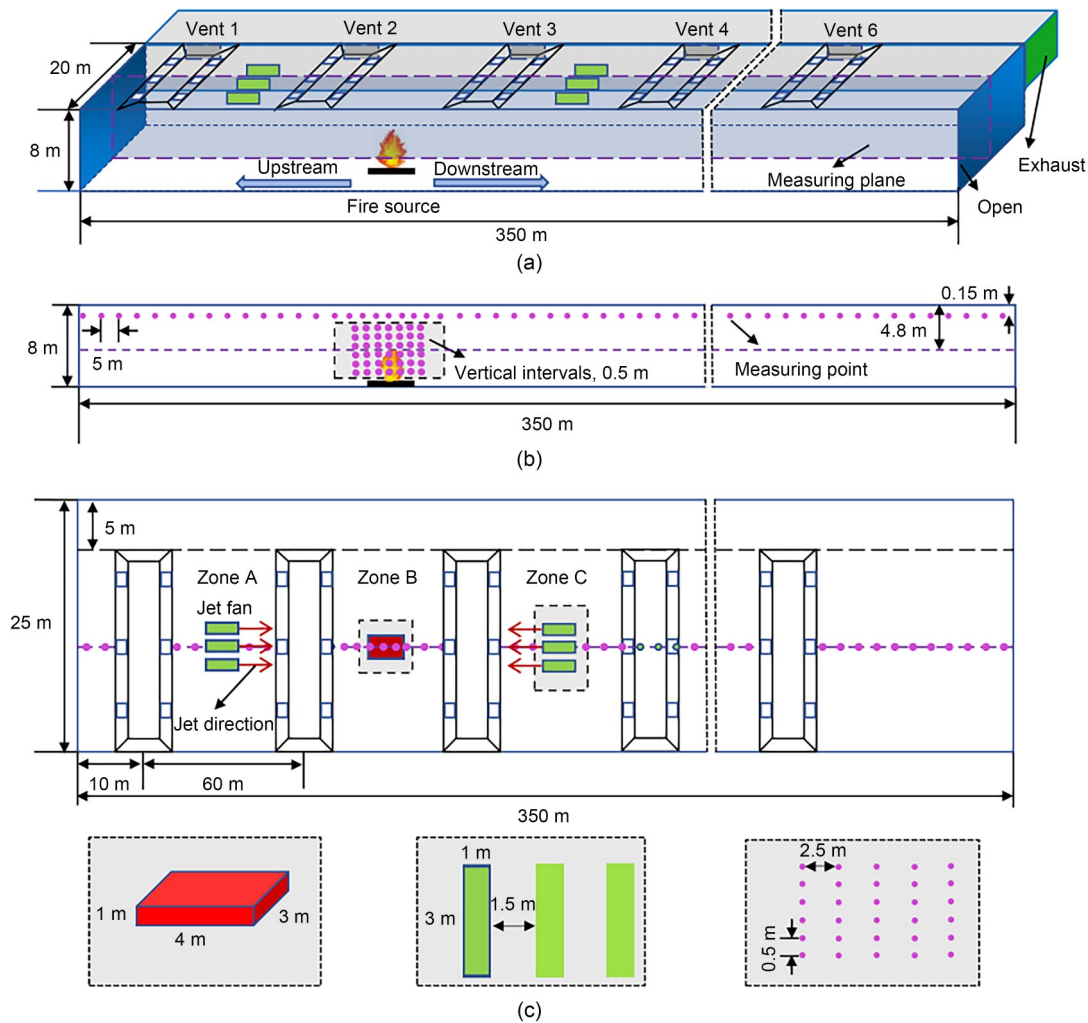 Vent 1
Vent 2
Vent 3
Vent 4
Vent 6
20 m
8 m
Upstream
Downstream
Measuring plane
Exhaust
Fire source
Open
350 m
(a)
0.15 m
8 m
5 m
4.8 m
Vertical intervals, 0.5 m
Measuring point
350 m
(b)
5 m
Zone A
Zone B
Zone C
Jet fan
25 m
Jet direction
10 m
60 m
350 m
1 m
3 m
4 m
1 m
3 m
1.5 m
2.5 m
0.5 m
(c)